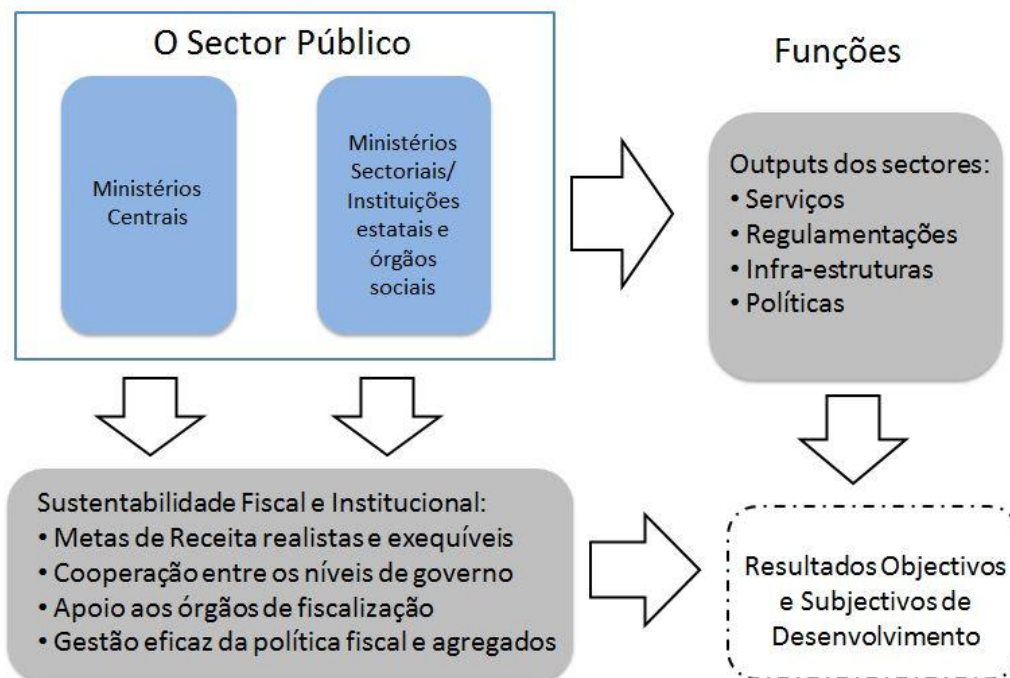 O Sector Público
Ministérios
Centrais
Ministérios
Sectoriais/
Instituições
estatais e
órgãos
sociais
Funções
Outputs dos sectores:
• Serviços
• Regulamentações
• Infra-estruturas
• Políticas
Sustentabilidade Fiscal e Institucional:
• Metas de Receita realistas e exequíveis
• Cooperação entre os níveis de governo
• Apoio aos órgãos de fiscalização
• Gestão eficaz da política fiscal e agregados
Resultados Objectivos
e Subjectivos de
Desenvolvimento